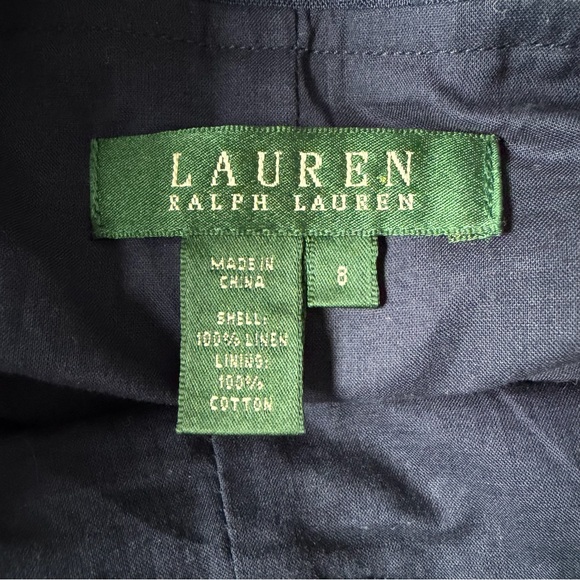 LAUREN
RALPH LAUREN
MADE IN
CHINA
8
SHELL:
100% LINEN
LINING:
100%
COTTON